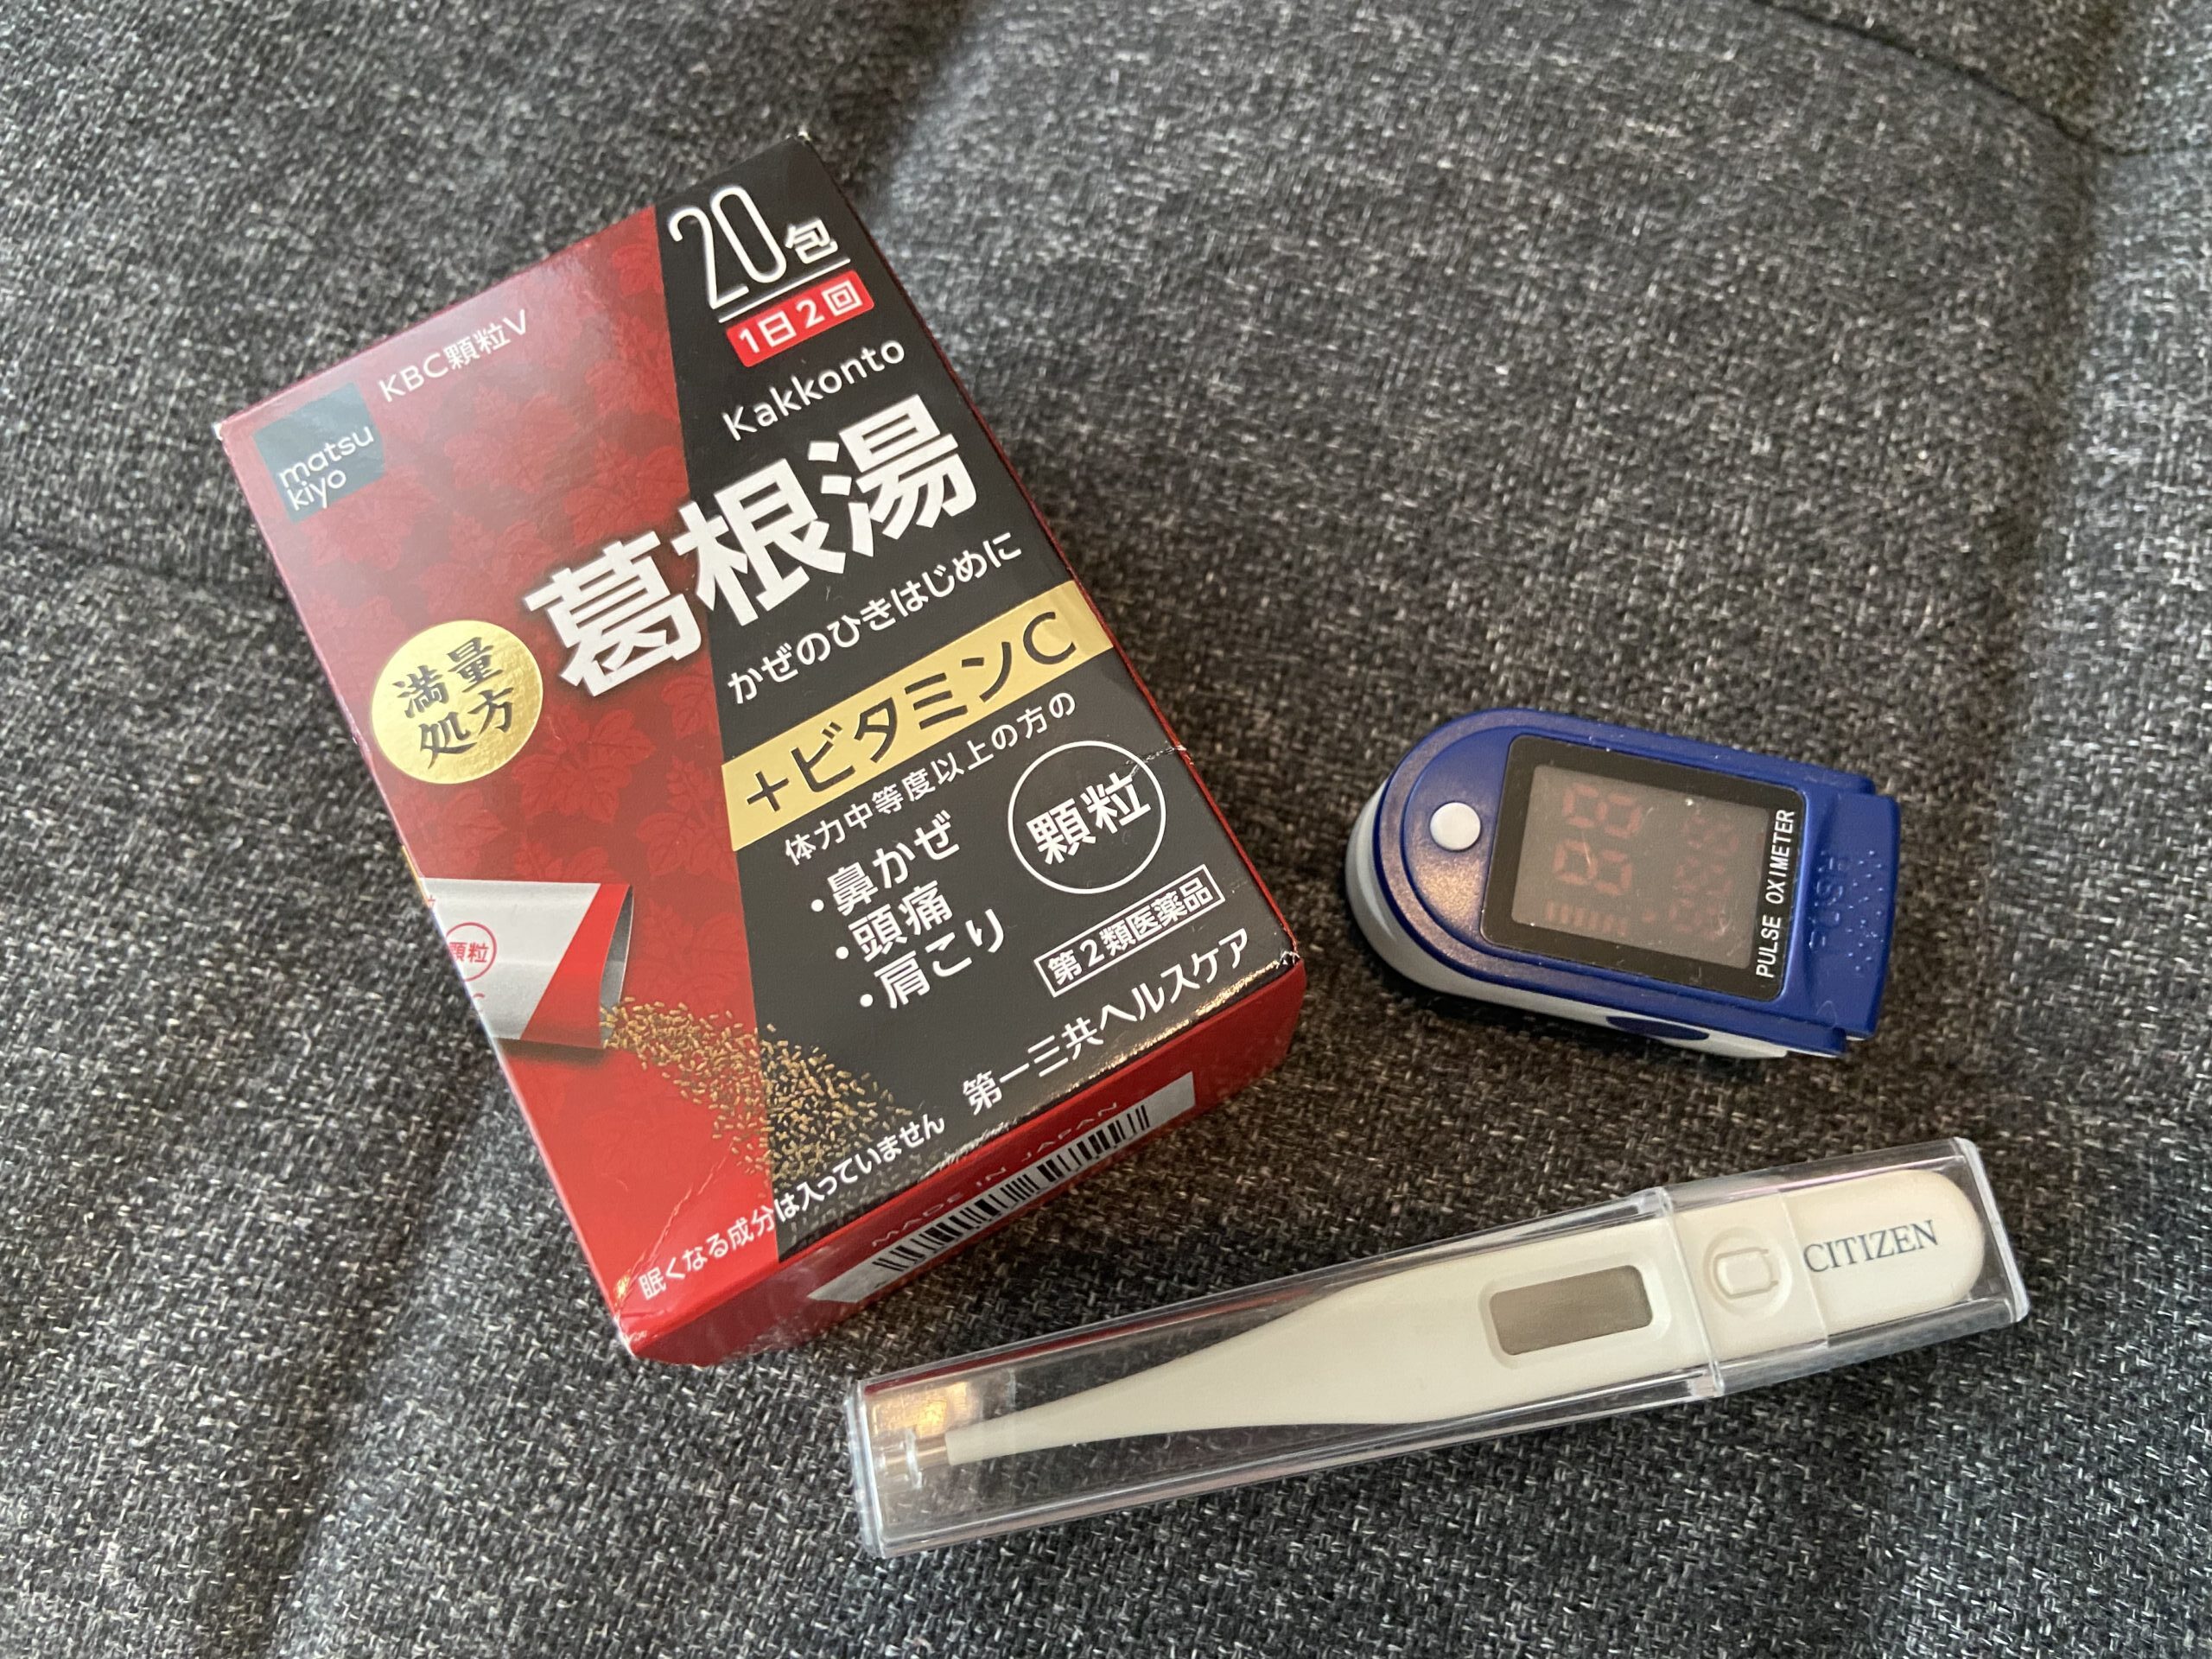 20包
1日2回
KBC顆粒V
matsu
kiyo
Kakkonto
葛根湯
かぜのひきはじめに
満量
処方
+ビタミンC
体力中等度以上の方の
・鼻かぜ
・頭痛
・肩こり
顆粒
第2類医薬品
顆粒
第一三共ヘルスケア
眠くなる成分は入っていません
MADE IN JAPAN
PULSE OXIMETER
PUSH
CITIZEN